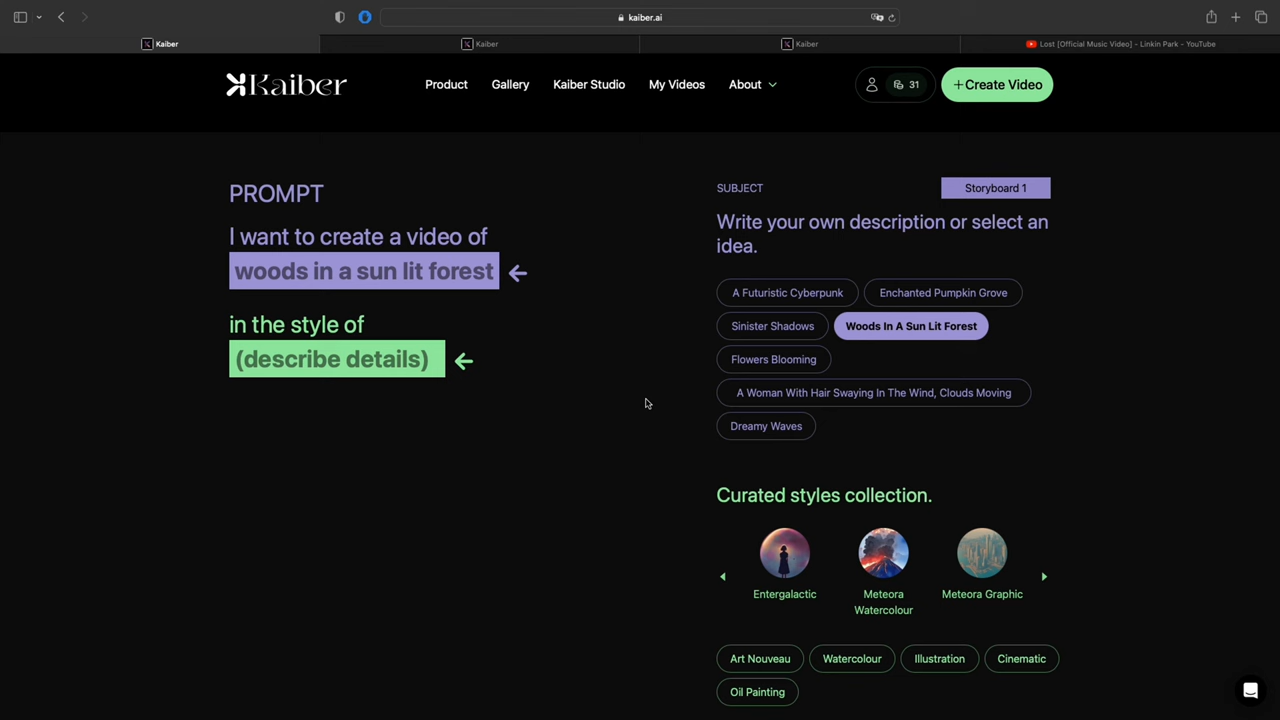 kaiber.ai
Kaiber
Kaiber
Kaiber
Lost [Official Music Video] - Linkin Park - YouTube
Kaiber
Product
Gallery
Kaiber Studio
My Videos
About
31
+Create Video
PROMPT
I want to create a video of
woods in a sun lit forest
in the style of
(describe details)
SUBJECT
Storyboard 1
Write your own description or select an
idea.
A Futuristic Cyberpunk
Enchanted Pumpkin Grove
Sinister Shadows
Woods In A Sun Lit Forest
Flowers Blooming
A Woman With Hair Swaying In The Wind, Clouds Moving
Dreamy Waves
Curated styles collection.
Entergalactic
Meteora
Watercolour
Meteora Graphic
Art Nouveau
Watercolour
Illustration
Cinematic
Oil Painting